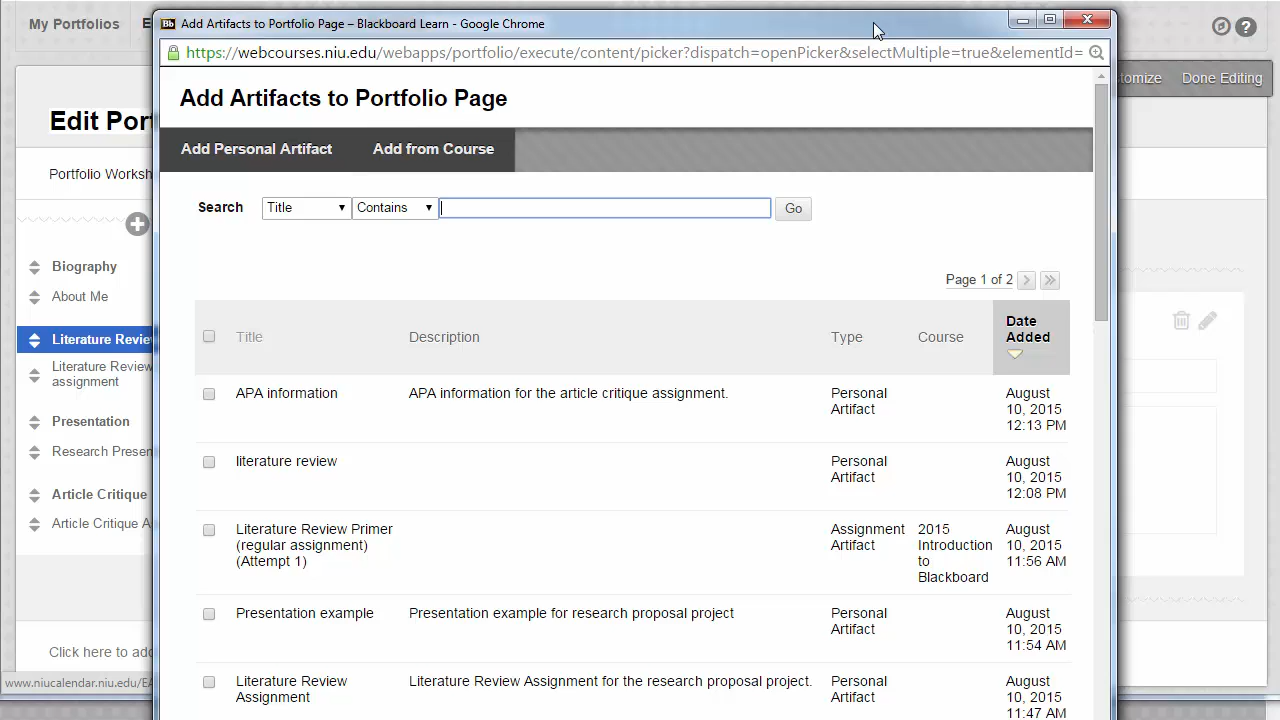 My Portfolios
Add Artifacts to Portfolio Page – Blackboard Learn - Google Chrome
https://webcourses.niu.edu/webapps/portfolio/execute/content/picker?dispatch=openPicker&selectMultiple=true&elementId=
Add Artifacts to Portfolio Page
Add Personal Artifact Add from Course
Search Title Contains Go
Page 1 of 2
Title Description Type Course Date Added
APA information APA information for the article critique assignment. Personal Artifact August 10, 2015 12:13 PM
literature review Personal Artifact August 10, 2015 12:08 PM
Literature Review Primer (regular assignment) (Attempt 1) Assignment Artifact 2015 Introduction to Blackboard August 10, 2015 11:56 AM
Presentation example Presentation example for research proposal project Personal Artifact August 10, 2015 11:54 AM
Literature Review Assignment Literature Review Assignment for the research proposal project. Personal Artifact August 10, 2015 11:47 AM
Done Editing
Edit
Portfolio
Biography
About Me
Literature
Literature Review
assignment
Presentation
Research
Article Critique
Article Critique
Click here to
www.niucalendar.niu.edu/